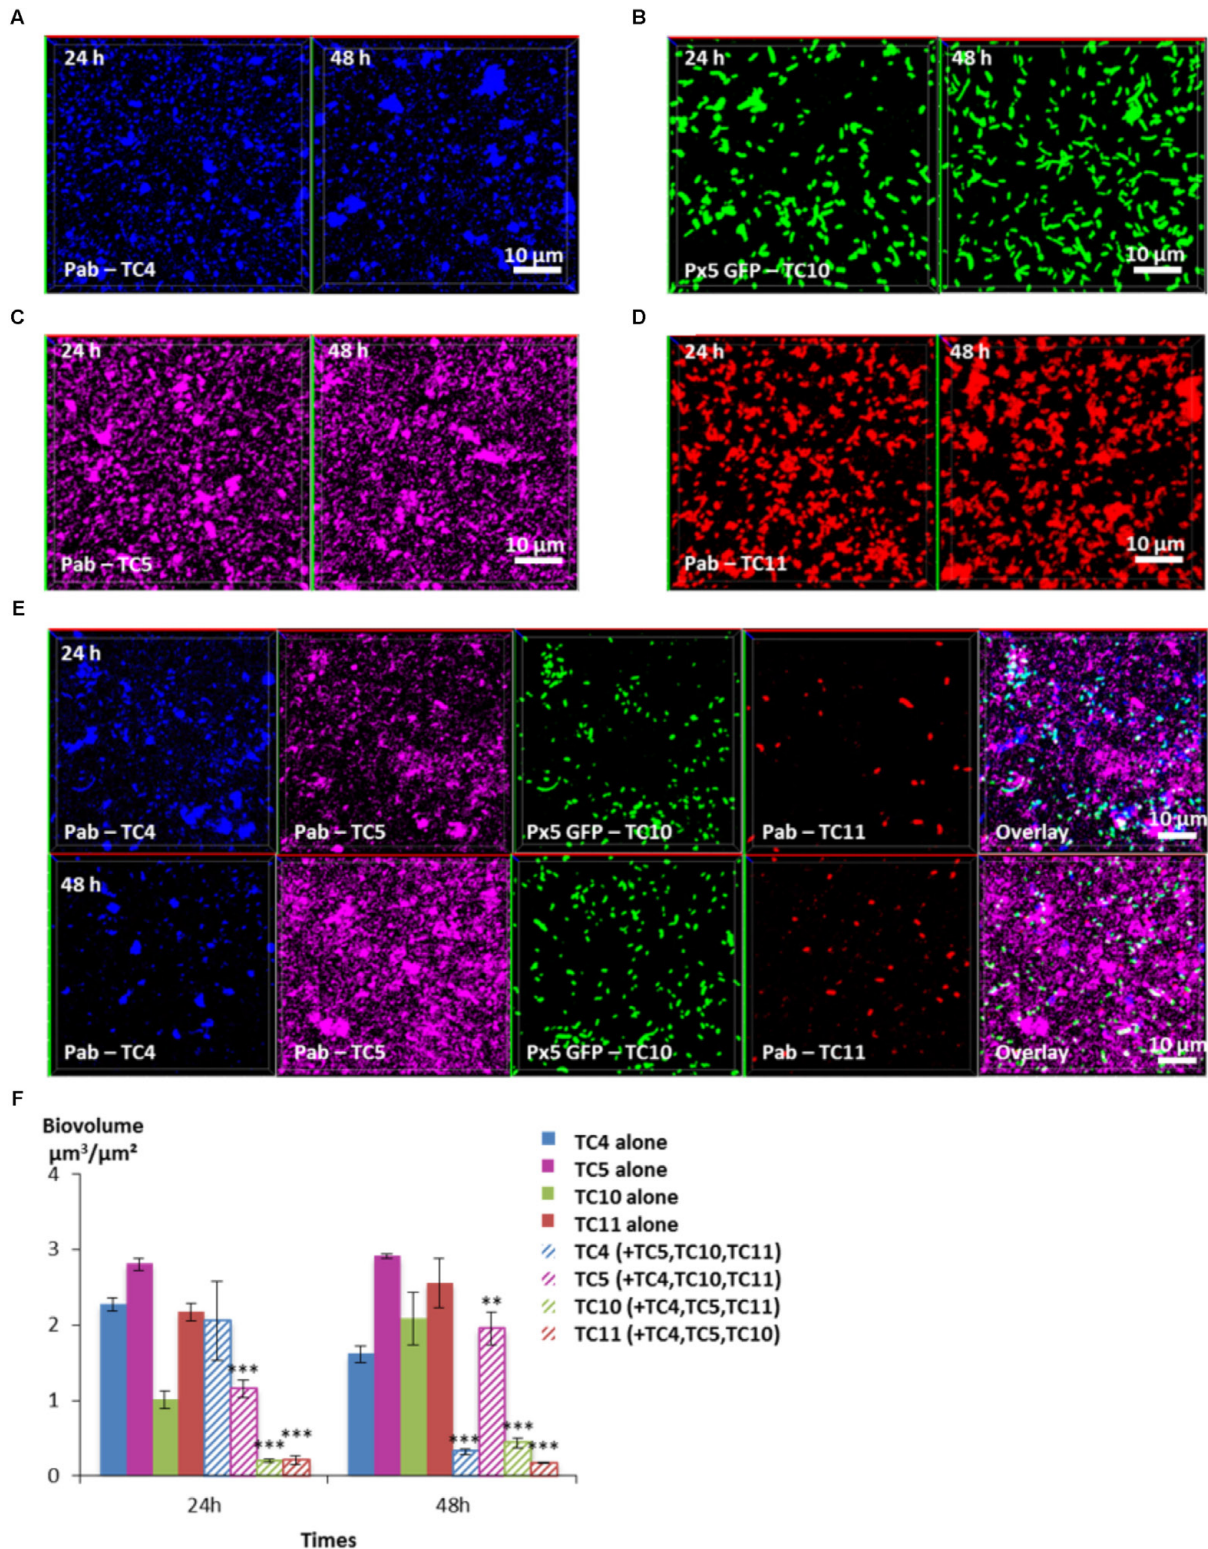 A
B
24 h
48 h
24 h
48 h
Pab – TC4
10 µm
Px5 GFP – TC10
10 µm
C
D
24 h
48 h
24 h
48 h
Pab – TC5
10 µm
Pab – TC11
10 µm
E
24 h
Pab – TC4
Pab – TC5
Px5 GFP – TC10
Pab – TC11
Overlay
10 µm
48 h
Pab – TC4
Pab – TC5
Px5 GFP – TC10
Pab – TC11
Overlay
10 µm
F
Biovolume
µm³/µm²
4
3
2
1
0
***
***
***
***
**
***
***
24h
48h
Times
TC4 alone
TC5 alone
TC10 alone
TC11 alone
TC4 (+TC5,TC10,TC11)
TC5 (+TC4,TC10,TC11)
TC10 (+TC4,TC5,TC11)
TC11 (+TC4,TC5,TC10)